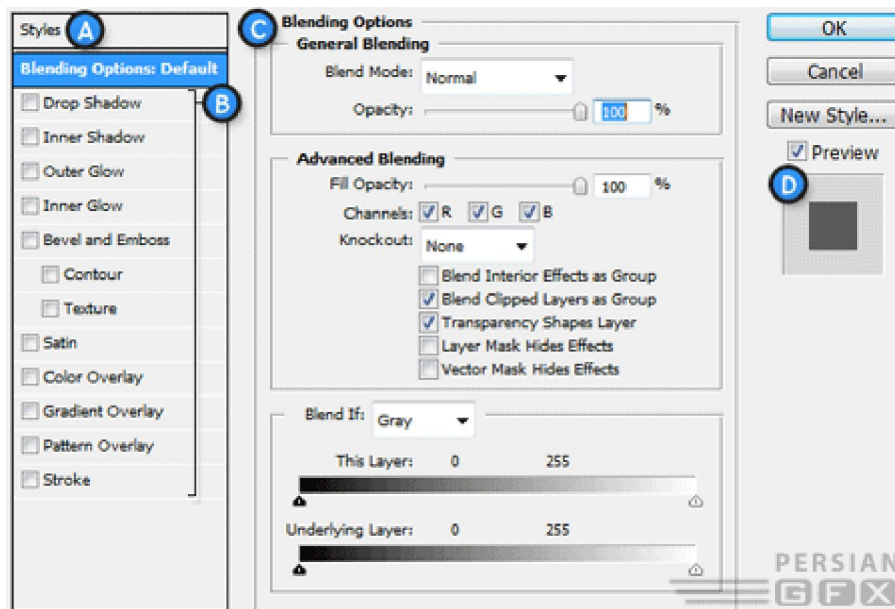 Styles A
Blending Options: Default
B
Drop Shadow
Inner Shadow
Outer Glow
Inner Glow
Bevel and Emboss
Contour
Texture
Satin
Color Overlay
Gradient Overlay
Pattern Overlay
Stroke
C Blending Options
General Blending
Blend Mode: Normal
Opacity: 100 %
Advanced Blending
Fill Opacity: 100 %
Channels: R G B
Knockout: None
Blend Interior Effects as Group
Blend Clipped Layers as Group
Transparency Shapes Layer
Layer Mask Hides Effects
Vector Mask Hides Effects
Blend If: Gray
This Layer: 0 255
Underlying Layer: 0 255
OK
Cancel
New Style...
Preview
D
PERSIAN
GFX